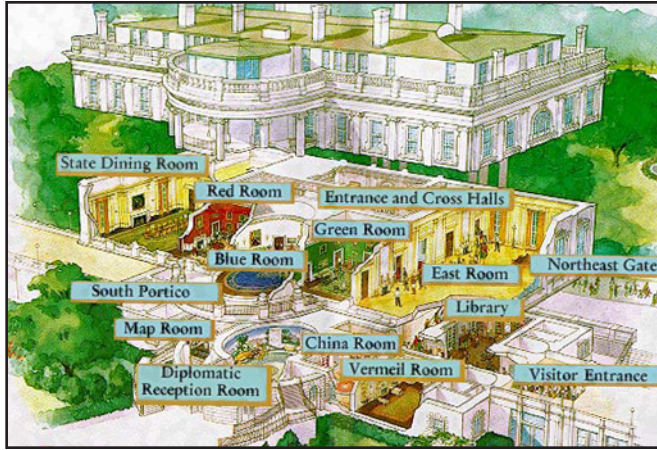 State Dining Room
Red Room
Entrance and Cross Halls
Green Room
Blue Room
East Room
Northeast Gate
South Portico
Library
Map Room
China Room
Diplomatic
Reception Room
Vermeil Room
Visitor Entrance